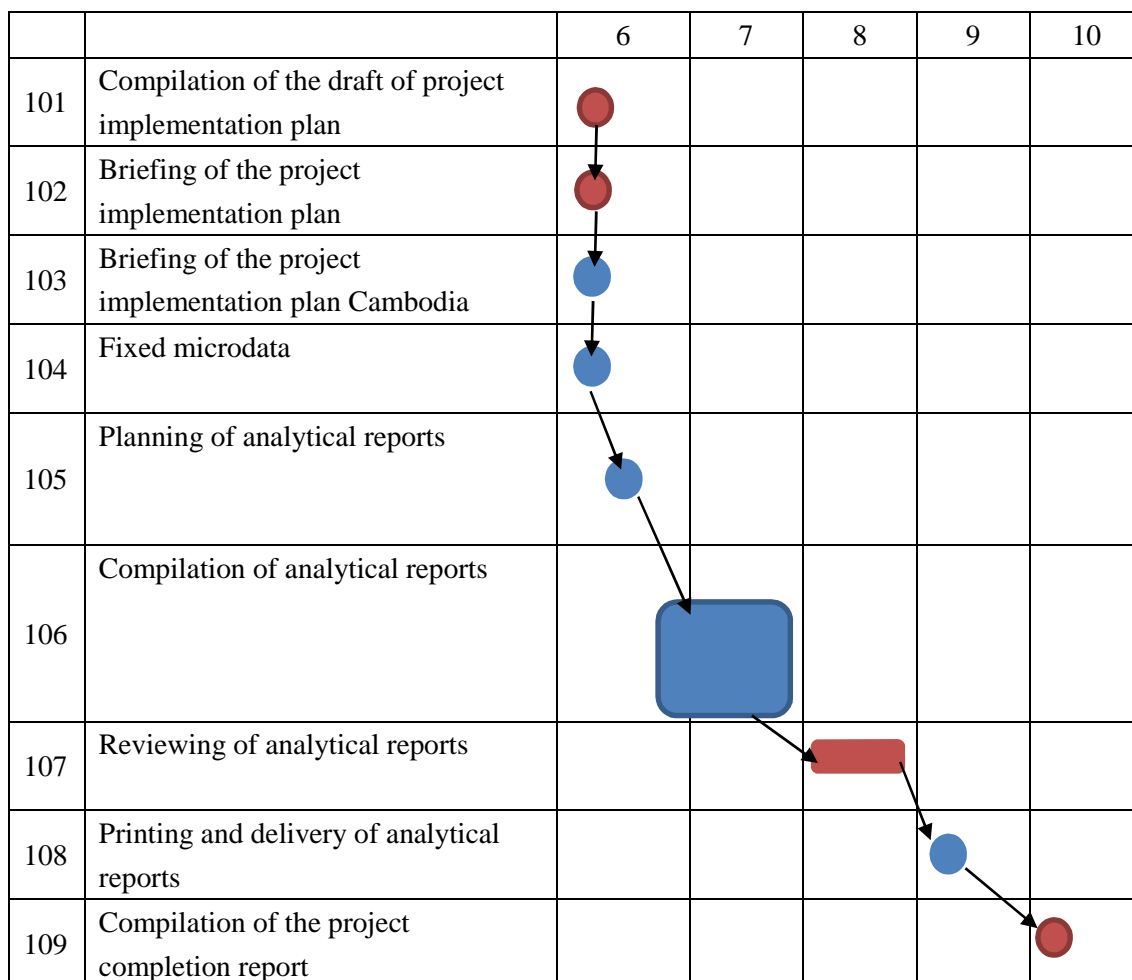 6 7 8 9 10
101 Compilation of the draft of project
implementation plan
102 Briefing of the project
implementation plan
103 Briefing of the project
implementation plan Cambodia
104 Fixed microdata
105 Planning of analytical reports
106 Compilation of analytical reports
107 Reviewing of analytical reports
108 Printing and delivery of analytical
reports
109 Compilation of the project
completion report